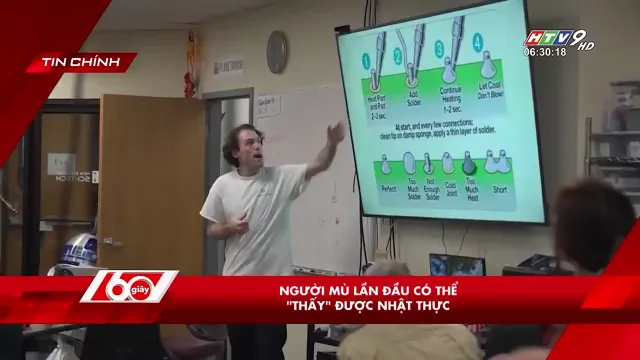 TIN CHÍNH
HTV9 HD
06:30:18
1
2
3
4
Heat Part
and Pad
2-3 sec.
Add
Solder
Continue
Heating
1-2 sec.
Let Cool
Don't Blow!
At start, and every few connections:
clean tip on damp sponge, apply a thin layer of solder.
Perfect
Too
Much
Solder
Not
Enough
Solder
Cold
Joint
Too
Much
Heat
Short
60 giây
NGƯỜI MÙ LẦN ĐẦU CÓ THỂ
"THẤY" ĐƯỢC NHẬT THỰC